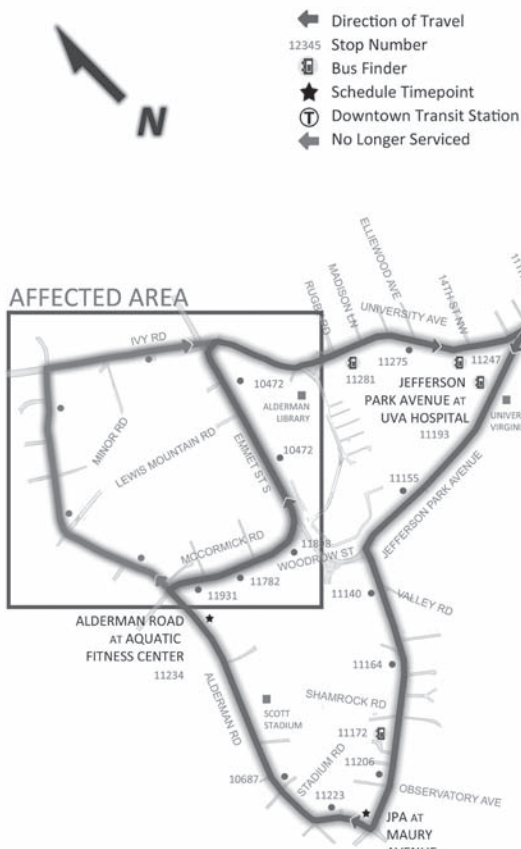 Direction of Travel
12345 Stop Number
Bus Finder
Schedule Timepoint
T Downtown Transit Station
No Longer Serviced
N
AFFECTED AREA
IVY RD
RUGBY RD
MADISON LN
ELLIEWOOD AVE
UNIVERSITY AVE
14TH ST NW
10472
11281
11275
11247
ALDERMAN
LIBRARY
JEFFERSON
PARK AVENUE AT
UVA HOSPITAL
11193
MINOR RD
LEWIS MOUNTAIN RD
EMMET ST S
10472
11155
JEFFERSON PARK AVENUE
MCCORMICK RD
WOODROW ST
11782
11931
11140
VALLEY RD
ALDERMAN ROAD
AT AQUATIC
FITNESS CENTER
11234
11164
ALDERMAN RD
SHAMROCK RD
SCOTT
STADIUM
11172
STADIUM RD
11206
10687
11223
OBSERVATORY AVE
JPA AT
MAURY